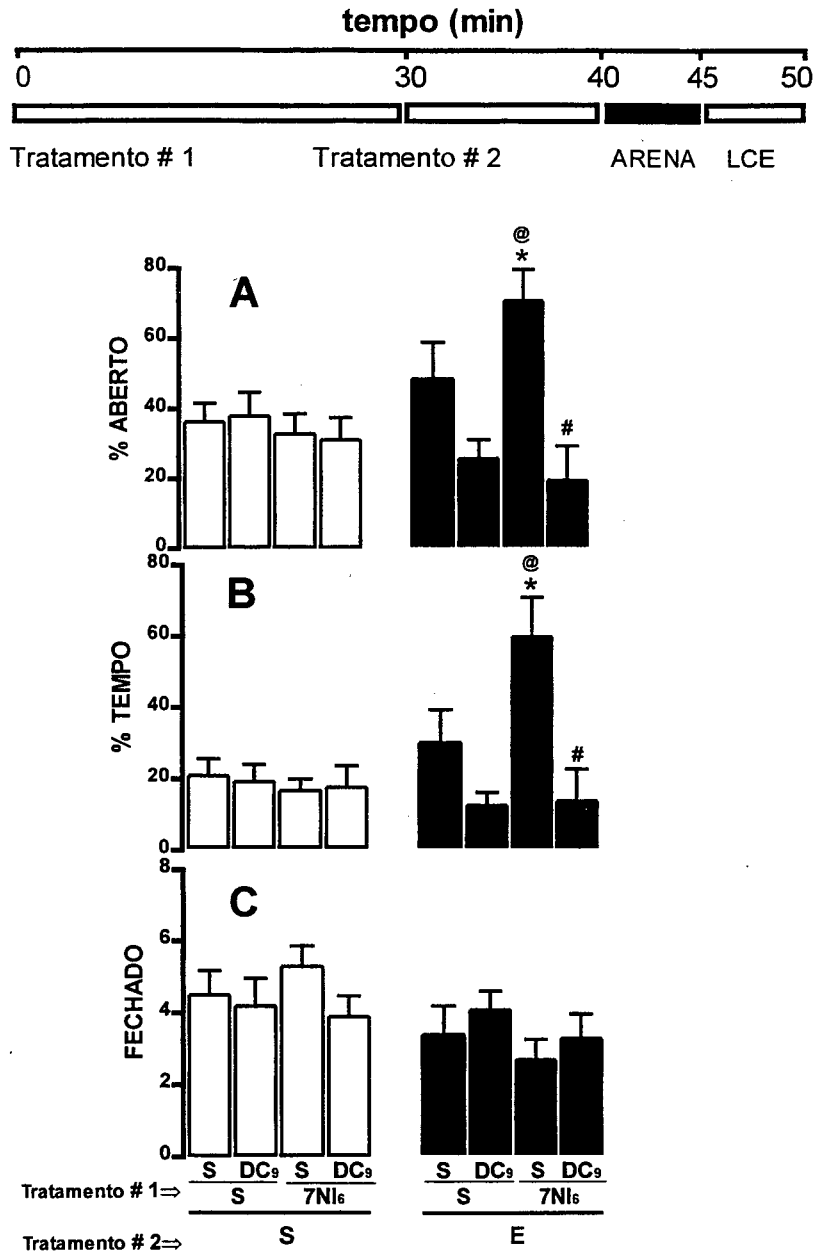 tempo (min)
0 30 40 45 50
Tratamento # 1 Tratamento # 2 ARENA LCE
A
80
60
40
20
0
% ABERTO
@
*
#
B
80
60
40
20
0
% TEMPO
@
*
#
C
8
6
4
2
0
FECHADO
S DC9 S DC9 S DC9 S DC9
Tratamento # 1⇒ S 7NI6 S 7NI6
Tratamento # 2⇒ S E